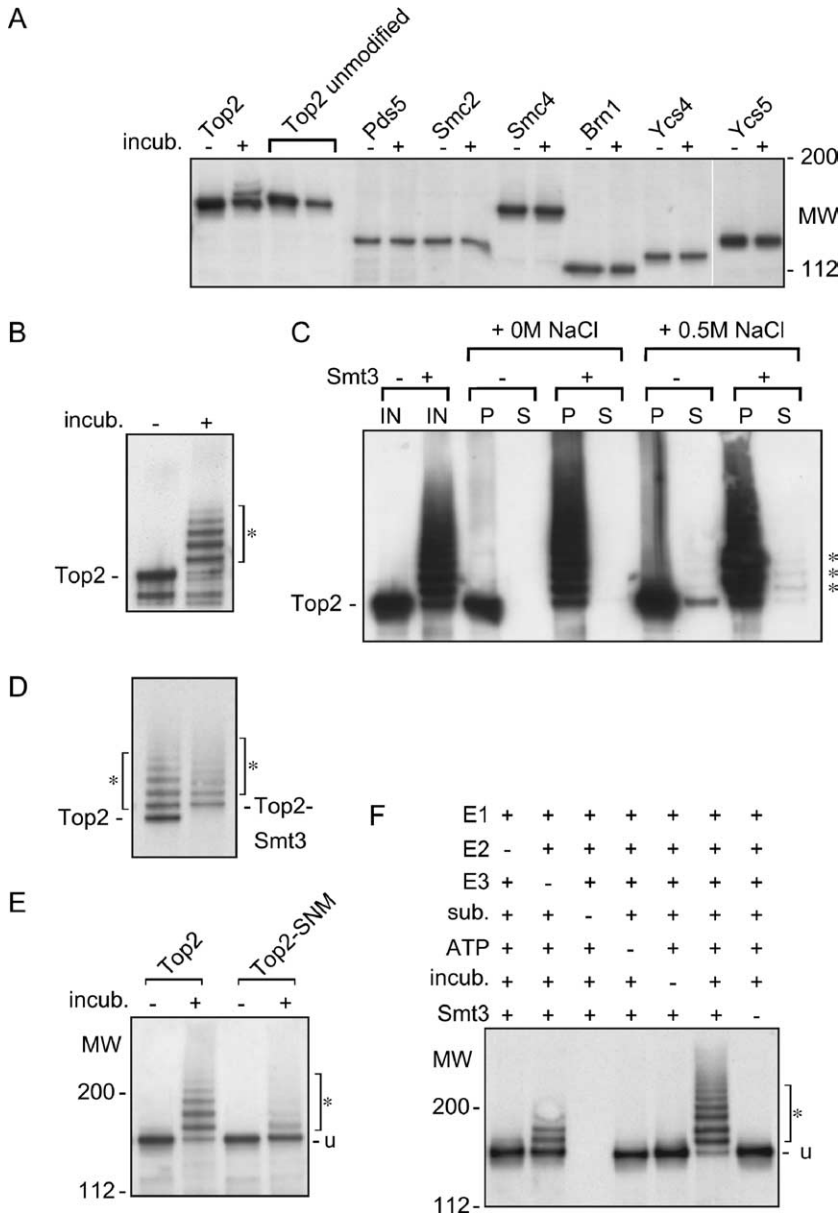 A
Top2 Top2 unmodified Pds5 Smc2 Smc4 Brn1 Ycs4 Ycs5
incub. - + - + - + - + - + - + - +
- 200
MW
- 112
B
incub. - +
*
Top2 -
C
+ 0M NaCl + 0.5M NaCl
Smt3 - + - + - +
IN IN P S P S P S P S
*
*
*
Top2 -
D
* *
Top2 - - Top2-
Smt3
E
Top2 Top2-SNM
incub. - + - +
MW
200 -
*
- u
112 -
F
E1 + + + + + + +
E2 - + + + + + +
E3 + - + + + + +
sub. + + - + + + +
ATP + + + - + + +
incub. + + + + - + +
Smt3 + + + + + + -
MW
200 -
*
- u
112 -